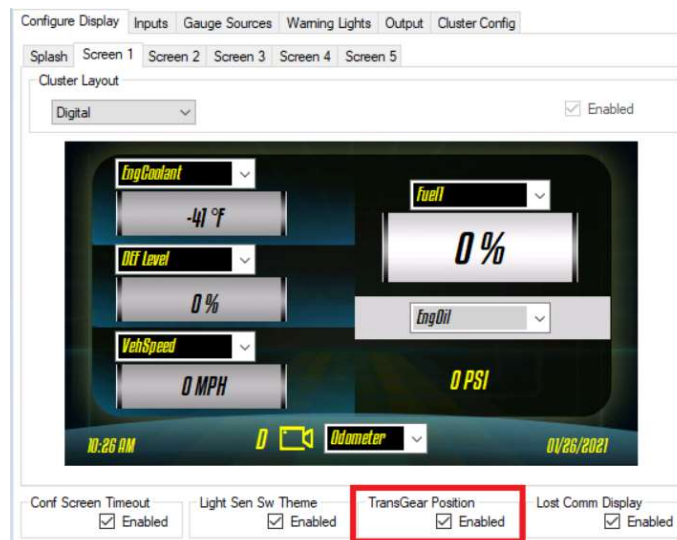 Configure Display Inputs Gauge Sources Warning Lights Output Cluster Config
Splash Screen 1 Screen 2 Screen 3 Screen 4 Screen 5
Cluster Layout
Digital Enabled
EngCoolant
-41 °F
Fuel1
0 %
DEF Level
0 %
EngOil
VehSpeed
0 MPH
0 PSI
10:26 AM D Odometer 01/26/2021
Conf Screen Timeout Light Sen Sw Theme TransGear Position Lost Comm Display
Enabled Enabled Enabled Enabled